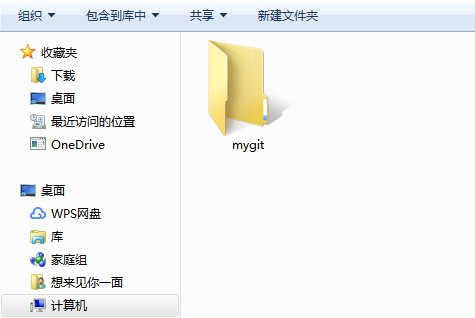 组织 包含到库中 共享 新建文件夹
收藏夹
下载
桌面
最近访问的位置
OneDrive
桌面
WPS网盘
库
家庭组
想来见你一面
计算机
mygit